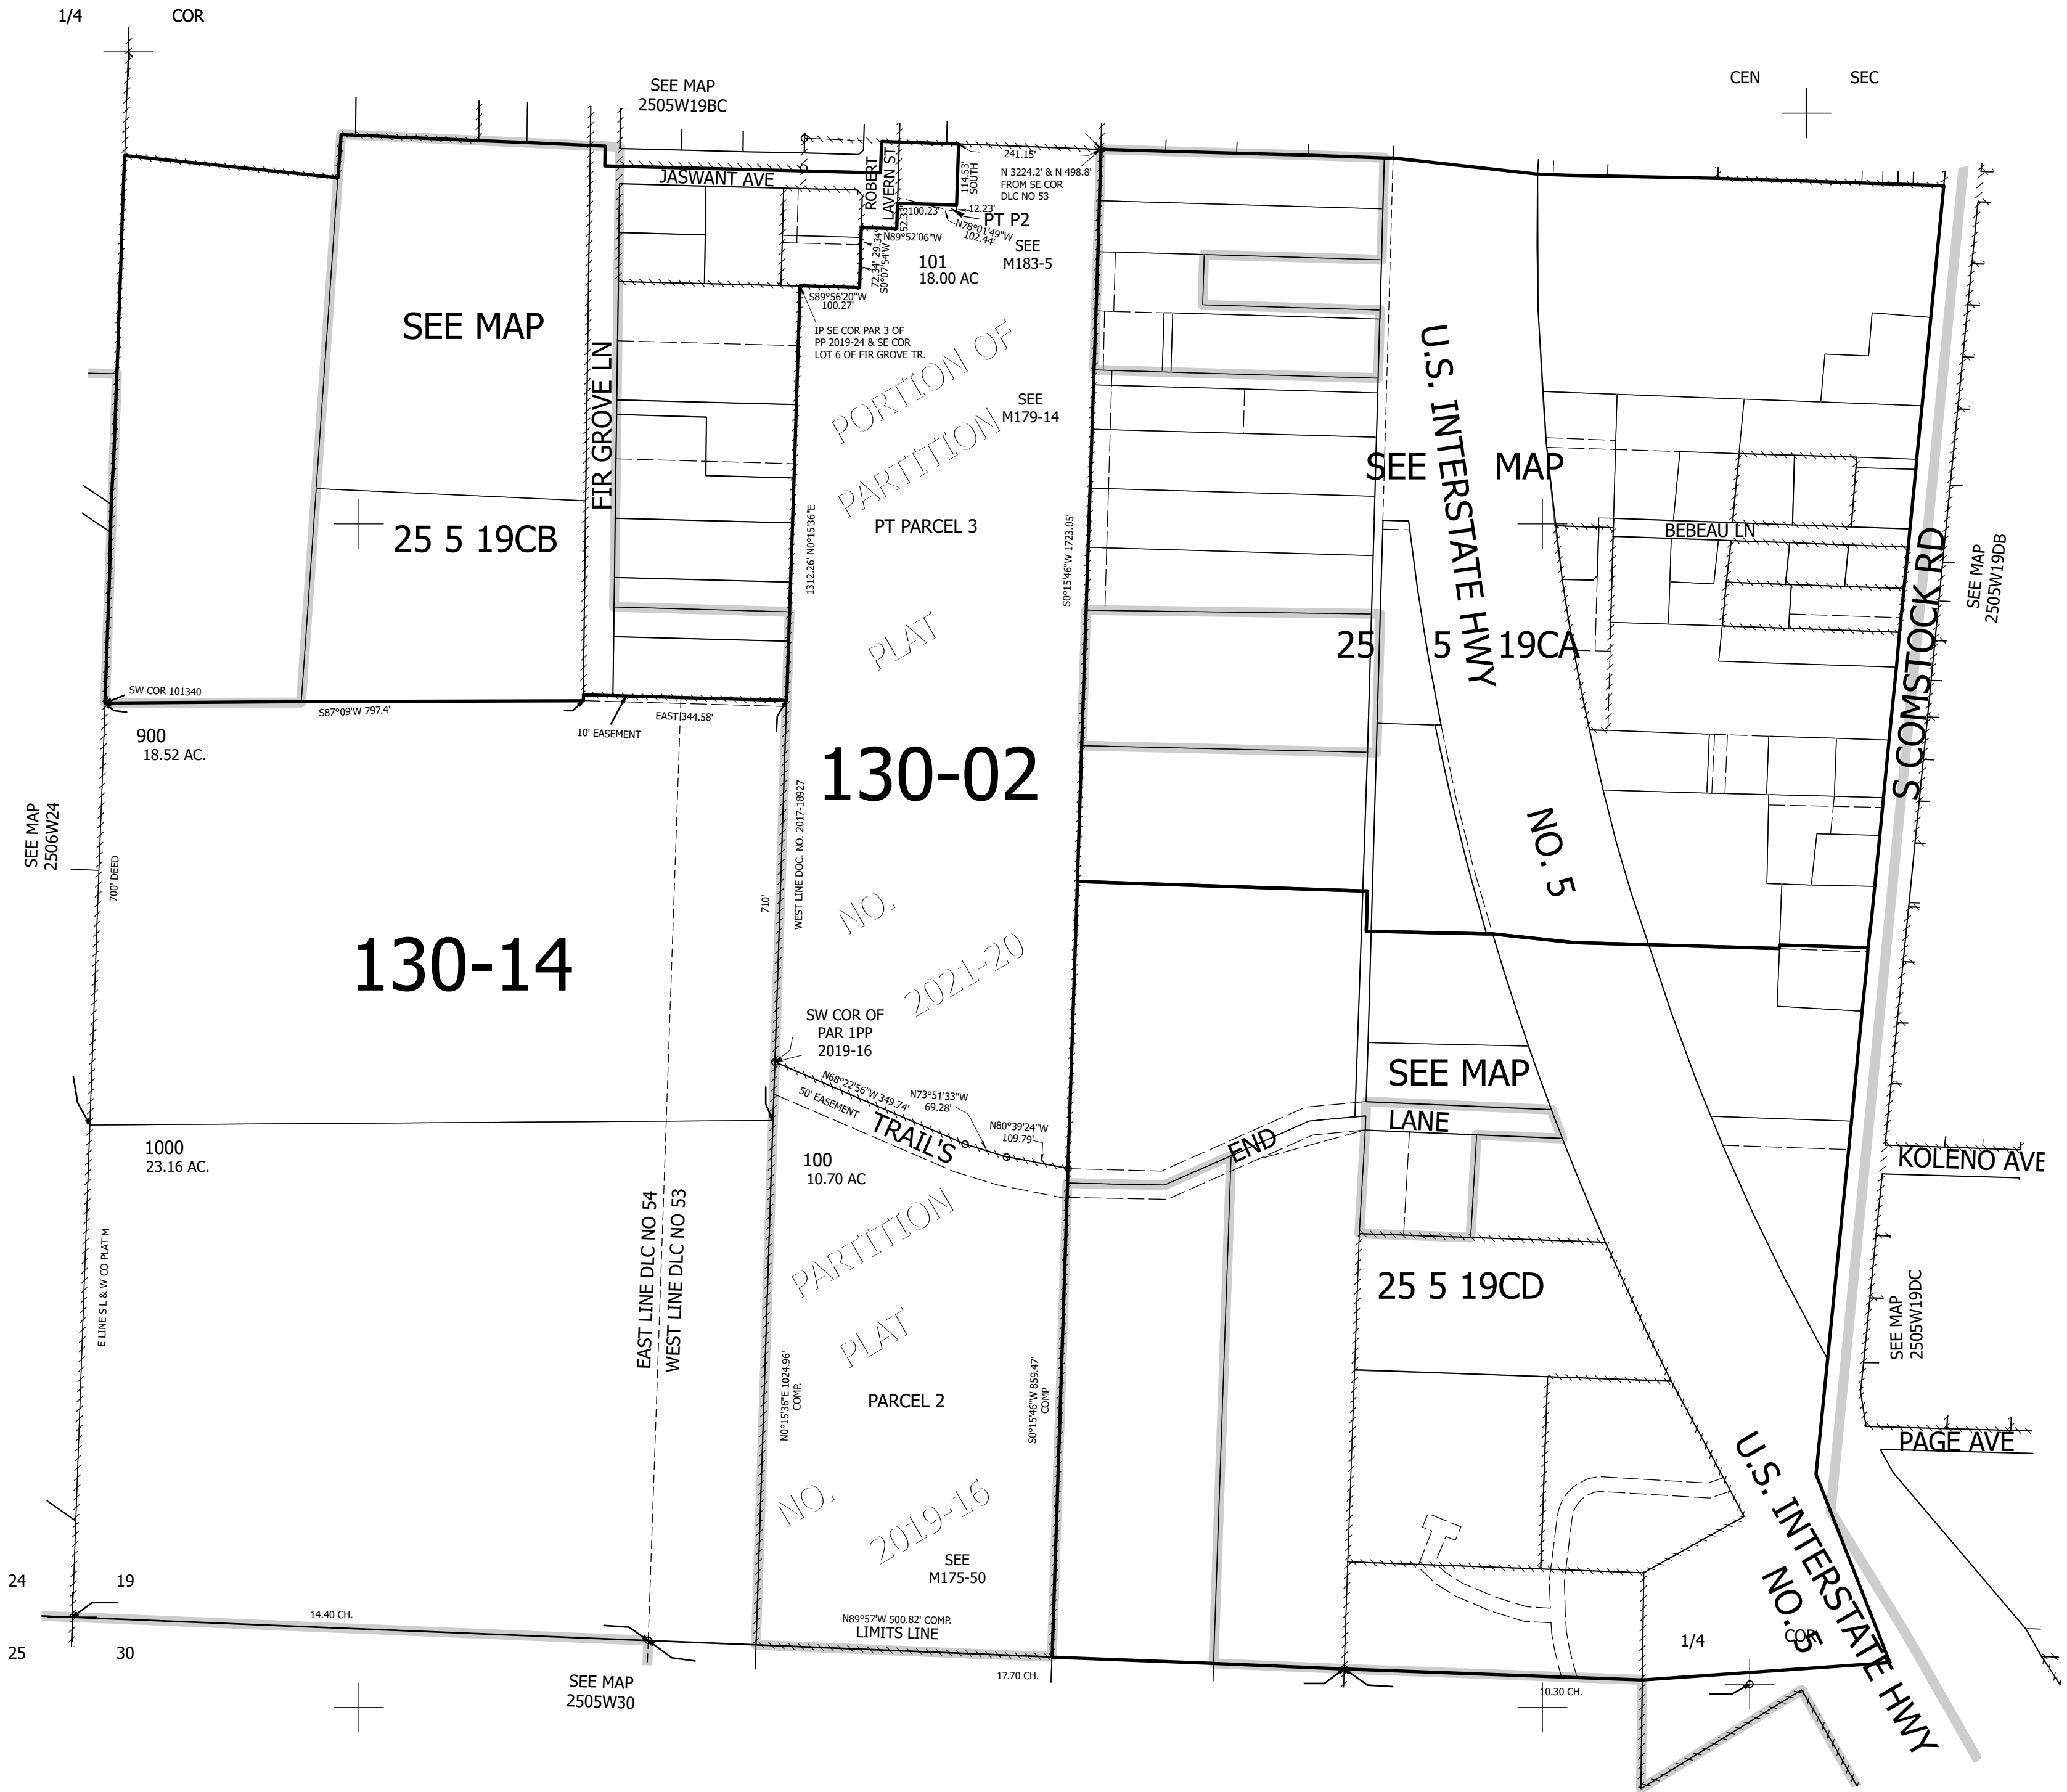 1/4 COR
SEE MAP
2505W19BC
CEN SEC
JASWANT AVE
ROBERT
LAVERN ST
241.15'
114.53'
SOUTH
N 3224.2' & N 498.8'
FROM SE COR
DLC NO 53
100.23'
12.23'
52.33'
PT P2
N78°01'49"W
102.44'
N89°52'06"W
29.34'
72.34'
S0°07'54"W
SEE
M183-5
101
18.00 AC
S89°56'20"W
100.27'
IP SE COR PAR 3 OF
PP 2019-24 & SE COR
LOT 6 OF FIR GROVE TR.
SEE MAP
25 5 19CB
FIR GROVE LN
PORTION OF
PARTITION
SEE
M179-14
PT PARCEL 3
1312.26' N0°15'36"E
S0°15'46"W 1723.05'
PLAT
U.S. INTERSTATE HWY
NO. 5
SEE MAP
25 5 19CA
BEBEAU LN
S COMSTOCK RD
SEE MAP
2505W19DB
SW COR 101340
S87°09'W 797.4'
EAST 344.58'
10' EASEMENT
900
18.52 AC.
SEE MAP
2506W24
700' DEED
130-14
710'
WEST LINE DOC. NO. 2017-18927
130-02
NO.
2021-20
SW COR OF
PAR 1PP
2019-16
N68°22'56"W 349.74'
50' EASEMENT
N73°51'33"W
69.28'
N80°39'24"W
109.79'
TRAIL'S
END
LANE
SEE MAP
25 5 19CD
KOLENO AVE
1000
23.16 AC.
100
10.70 AC
E LINE S L & W CO PLAT M
EAST LINE DLC NO 54
WEST LINE DLC NO 53
PARTITION
PLAT
N0°15'36"E 1024.96'
COMP.
S0°15'46"W 859.47'
COMP
PARCEL 2
NO.
2019-16
SEE
M175-50
SEE MAP
2505W19DC
PAGE AVE
U.S. INTERSTATE HWY
NO. 5
24 19
25 30
14.40 CH.
N89°57'W 500.82' COMP.
LIMITS LINE
17.70 CH.
10.30 CH.
1/4 COR
SEE MAP
2505W30